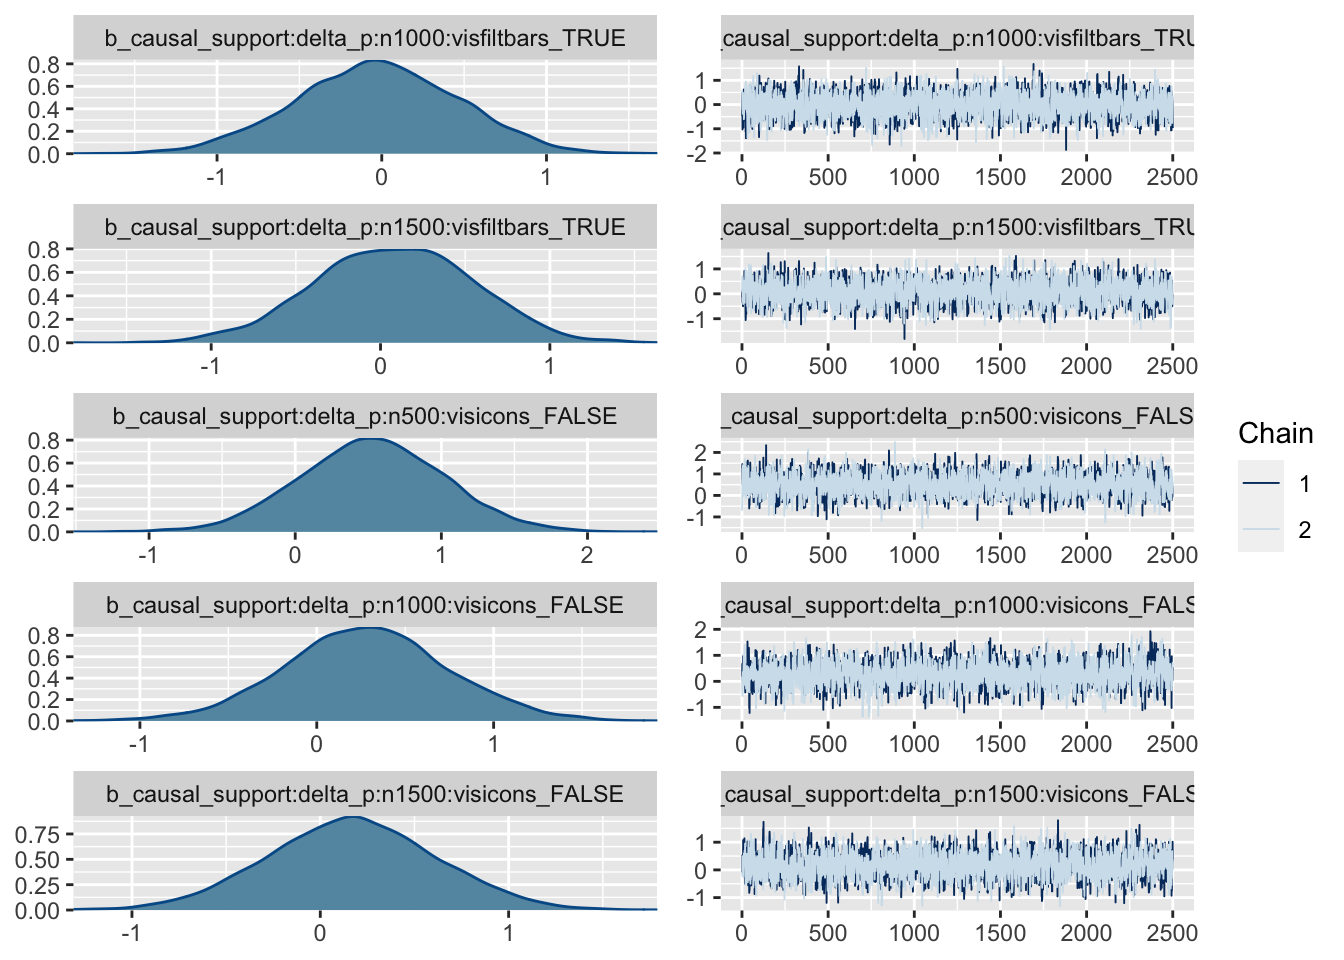 b_causal_support:delta_p:n1000:visfiltbars_TRUE
0.8
0.6
0.4
0.2
0.0
-1 0 1
_causal_support:delta_p:n1000:visfiltbars_TRU
1
0
-1
-2
0 500 1000 1500 2000 2500
b_causal_support:delta_p:n1500:visfiltbars_TRUE
0.8
0.6
0.4
0.2
0.0
-1 0 1
_causal_support:delta_p:n1500:visfiltbars_TRU
1
0
-1
0 500 1000 1500 2000 2500
b_causal_support:delta_p:n500:visicons_FALSE
0.8
0.6
0.4
0.2
0.0
-1 0 1 2
_causal_support:delta_p:n500:visicons_FALS
2
1
0
-1
0 500 1000 1500 2000 2500
b_causal_support:delta_p:n1000:visicons_FALSE
0.8
0.6
0.4
0.2
0.0
-1 0 1
_causal_support:delta_p:n1000:visicons_FALS
2
1
0
-1
0 500 1000 1500 2000 2500
b_causal_support:delta_p:n1500:visicons_FALSE
0.75
0.50
0.25
0.00
-1 0 1
_causal_support:delta_p:n1500:visicons_FALS
1
0
-1
0 500 1000 1500 2000 2500
Chain
1
2